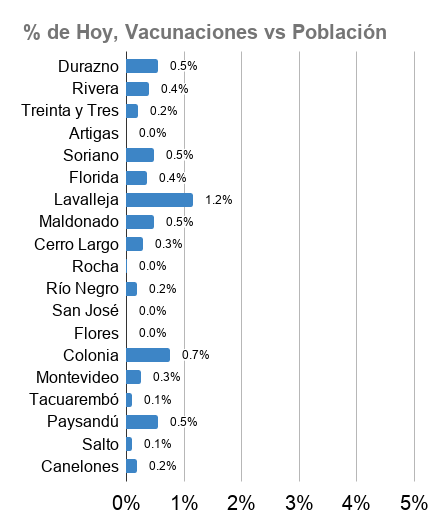 % de Hoy, Vacunaciones vs Población
Durazno 0.5%
Rivera 0.4%
Treinta y Tres 0.2%
Artigas 0.0%
Soriano 0.5%
Florida 0.4%
Lavalleja 1.2%
Maldonado 0.5%
Cerro Largo 0.3%
Rocha 0.0%
Río Negro 0.2%
San José 0.0%
Flores 0.0%
Colonia 0.7%
Montevideo 0.3%
Tacuarembó 0.1%
Paysandú 0.5%
Salto 0.1%
Canelones 0.2%
0% 1% 2% 3% 4% 5%